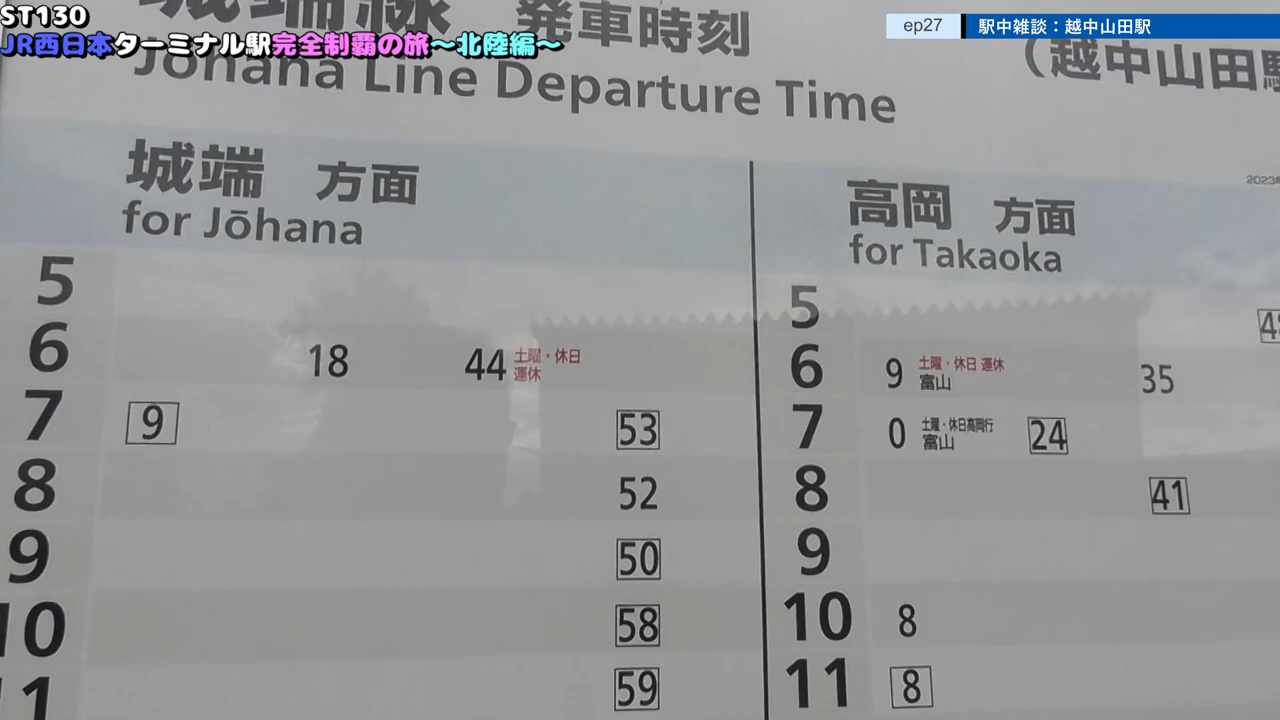 ST130
JR西日本ターミナル駅完全制覇の旅～北陸編～
ep27 駅中雑談：越中山田駅
城端線 発車時刻
（越中山田駅
Jōhana Line Departure Time
城端 方面
for Jōhana
5
6 18 44 土曜・休日 運休
7 9 53
8 52
9 50
10 58
11 59
高岡 方面
for Takaoka
5
6 9 土曜・休日 運休 富山 35
7 0 土曜・休日高岡行 富山 24
8 41
9
10 8
11 8